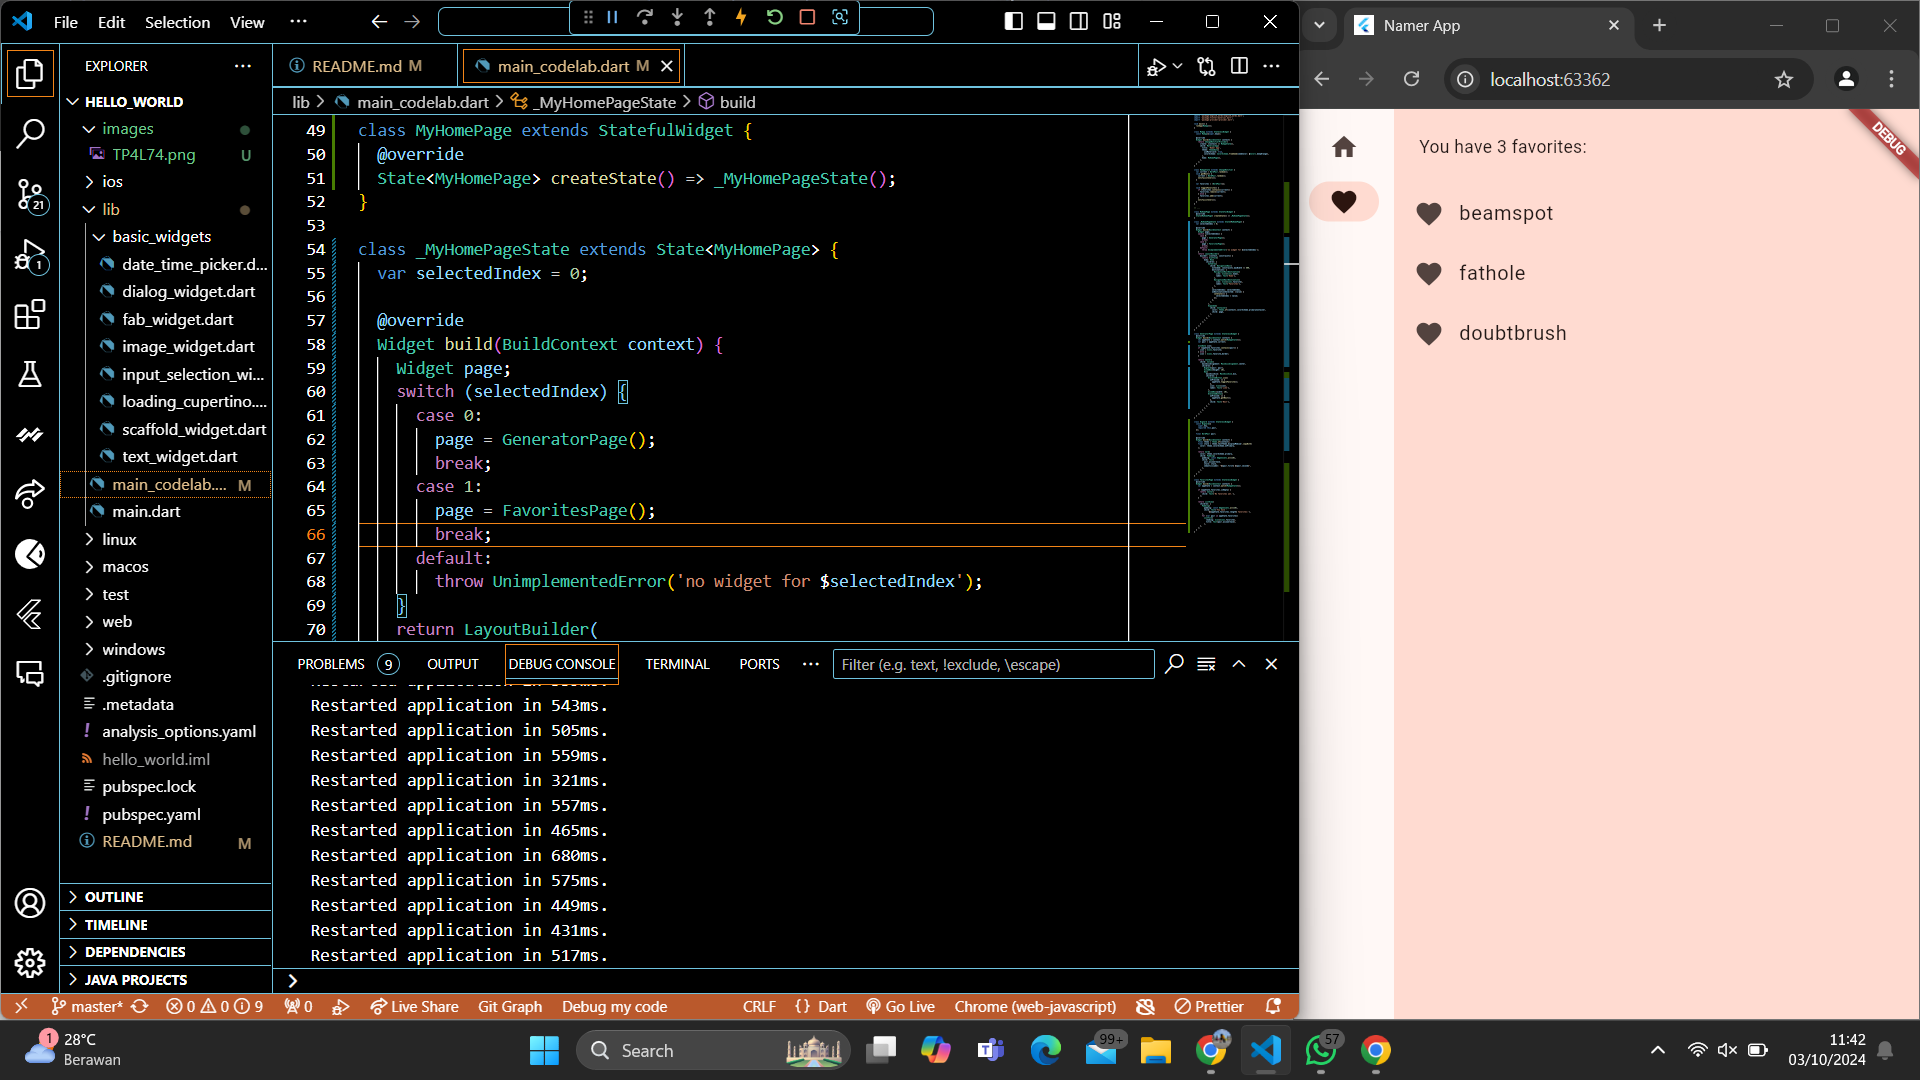 File Edit Selection View ···
EXPLORER
HELLO_WORLD
images
TP4L74.png U
ios
lib
basic_widgets
date_time_picker.d...
dialog_widget.dart
fab_widget.dart
image_widget.dart
input_selection_wi...
loading_cupertino....
scaffold_widget.dart
text_widget.dart
main_codelab.... M
main.dart
linux
macos
test
web
windows
.gitignore
.metadata
analysis_options.yaml
hello_world.iml
pubspec.lock
pubspec.yaml
README.md M
OUTLINE
TIMELINE
DEPENDENCIES
JAVA PROJECTS
21
1
README.md M
main_codelab.dart M
lib > main_codelab.dart > _MyHomePageState > build
49 class MyHomePage extends StatefulWidget {
50 @override
51 State<MyHomePage> createState() => _MyHomePageState();
52 }
53
54 class _MyHomePageState extends State<MyHomePage> {
55 var selectedIndex = 0;
56
57 @override
58 Widget build(BuildContext context) {
59 Widget page;
60 switch (selectedIndex) {
61 case 0:
62 page = GeneratorPage();
63 break;
64 case 1:
65 page = FavoritesPage();
66 break;
67 default:
68 throw UnimplementedError('no widget for $selectedIndex');
69 }
70 return LayoutBuilder(
PROBLEMS 9 OUTPUT DEBUG CONSOLE TERMINAL PORTS ··· Filter (e.g. text, !exclude, \escape)
Restarted application in 543ms.
Restarted application in 505ms.
Restarted application in 559ms.
Restarted application in 321ms.
Restarted application in 557ms.
Restarted application in 465ms.
Restarted application in 680ms.
Restarted application in 575ms.
Restarted application in 449ms.
Restarted application in 431ms.
Restarted application in 517ms.
master* 0 0 9 0 Live Share Git Graph Debug my code CRLF {} Dart Go Live Chrome (web-javascript) Prettier
Namer App
localhost:63362
DEBUG
You have 3 favorites:
beamspot
fathole
doubtbrush
1 28°C
Berawan
Search
99+
57
11:42
03/10/2024